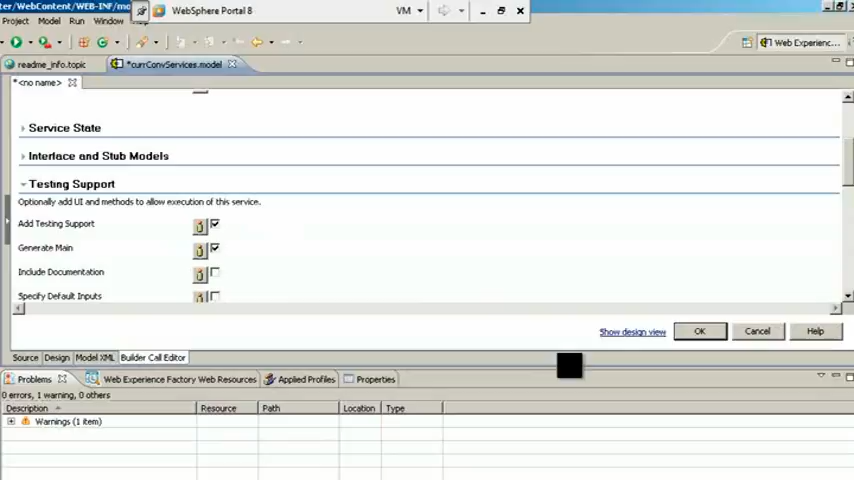 ter/WebContent/WEB-INF/mo
WebSphere Portal 8
VM
Project Model Run Window
Web Experienc...
readme_info.topic
*currConvServices.model
*<no name>
Service State
Interface and Stub Models
Testing Support
Optionally add UI and methods to allow execution of this service.
Add Testing Support
Generate Main
Include Documentation
Specify Default Inputs
Show design view
OK
Cancel
Help
Source Design Model XML Builder Call Editor
Problems
Web Experience Factory Web Resources
Applied Profiles
Properties
0 errors, 1 warning, 0 others
Description Resource Path Location Type
Warnings (1 item)